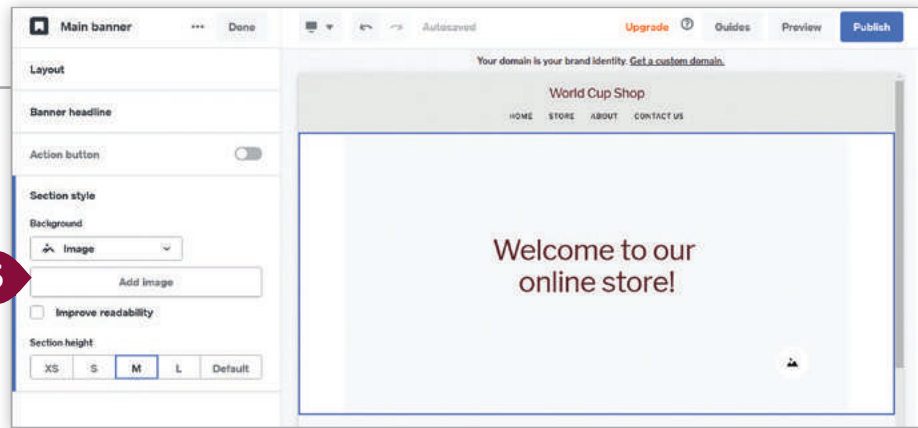 Main banner
Done
Autosaved
Upgrade
Guides
Preview
Publish
Layout
Banner headline
Action button
Section style
Background
Image
Add image
Improve readability
Section height
XS S M L Default
Your domain is your brand identity. Get a custom domain.
World Cup Shop
HOME STORE ABOUT CONTACT US
Welcome to our
online store!